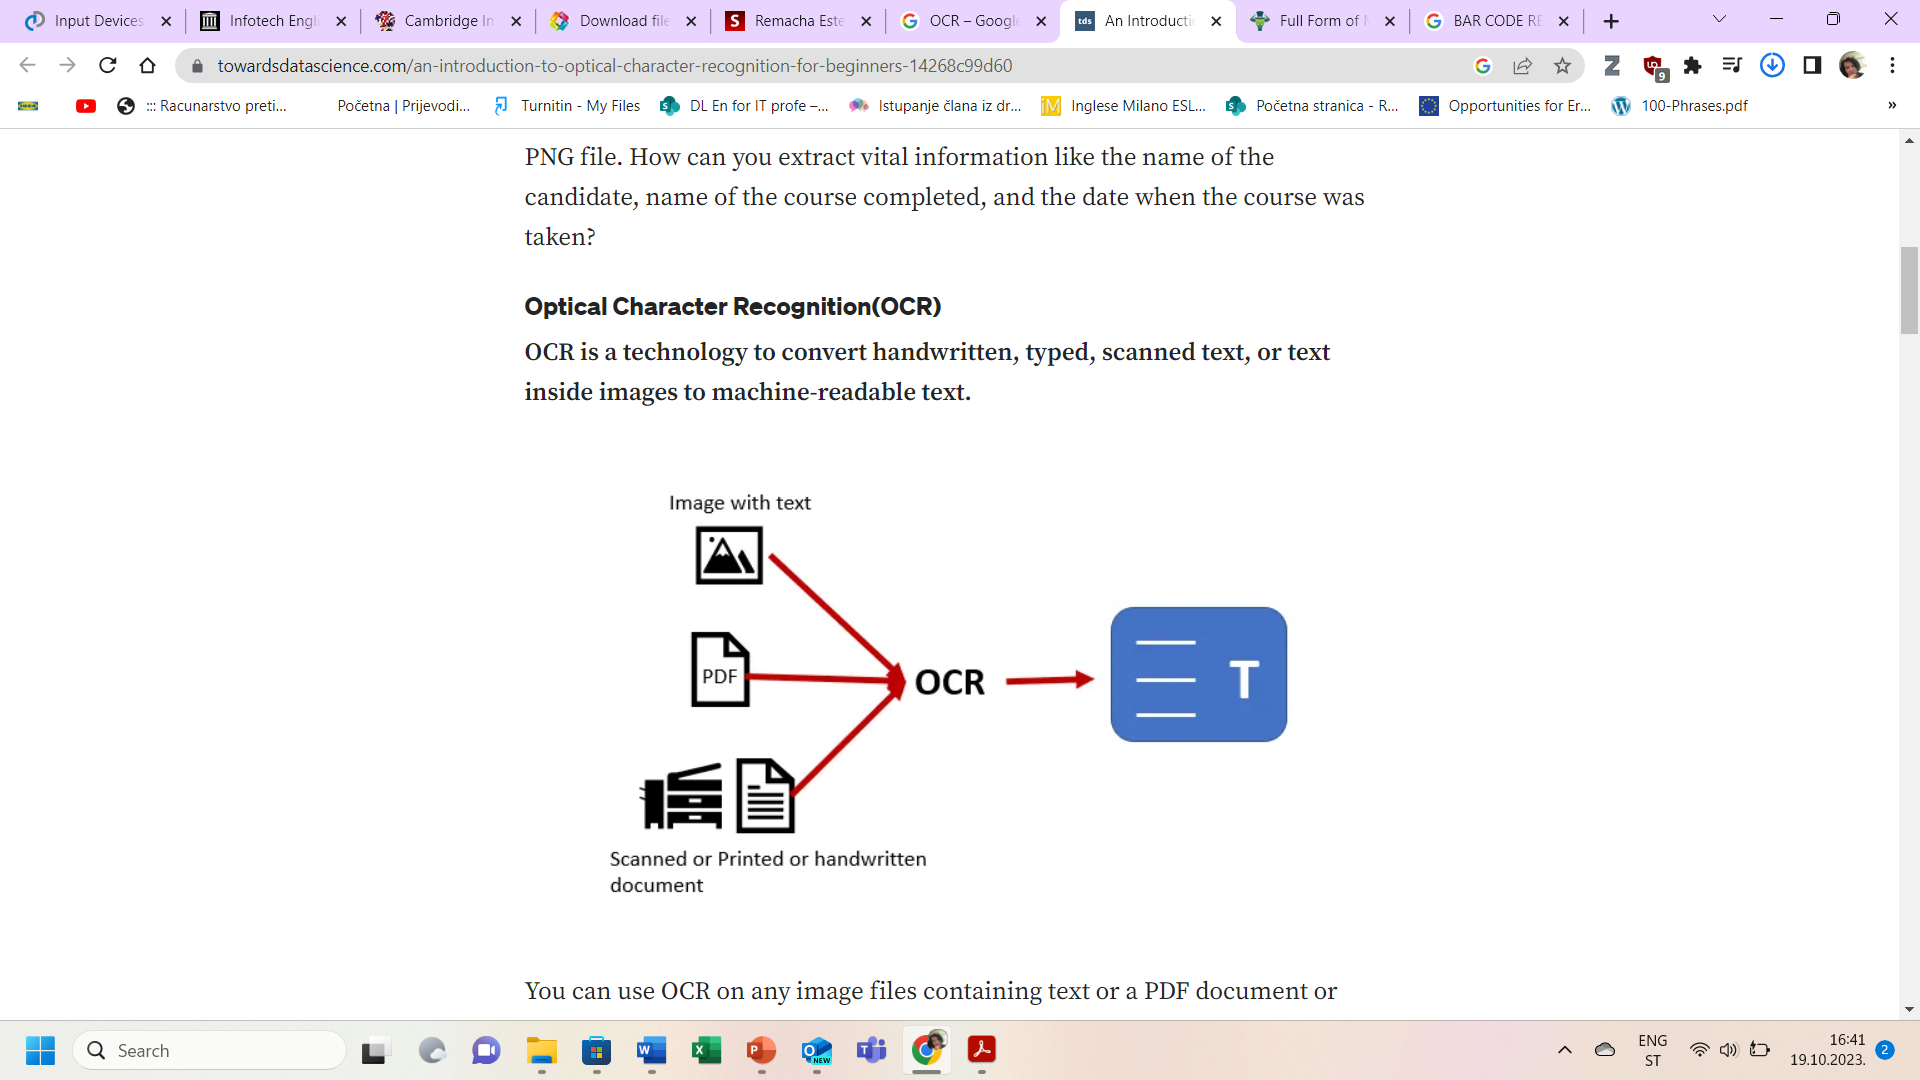 Input Devices
Infotech Engli
Cambridge In
Download file
Remacha Este
OCR – Google
An Introducti
Full Form of
BAR CODE RE
towardsdatascience.com/an-introduction-to-optical-character-recognition-for-beginners-14268c99d60
9
::: Racunarstvo preti...
Početna | Prijevodi...
Turnitin - My Files
DL En for IT profe –...
Istupanje člana iz dr...
Inglese Milano ESL...
Početna stranica - R...
Opportunities for Er...
100-Phrases.pdf
»
PNG file. How can you extract vital information like the name of the
candidate, name of the course completed, and the date when the course was
taken?
Optical Character Recognition(OCR)
OCR is a technology to convert handwritten, typed, scanned text, or text
inside images to machine-readable text.
Image with text
PDF
OCR
T
Scanned or Printed or handwritten
document
You can use OCR on any image files containing text or a PDF document or
Search
NEW
ENG
ST
16:41
19.10.2023.
2